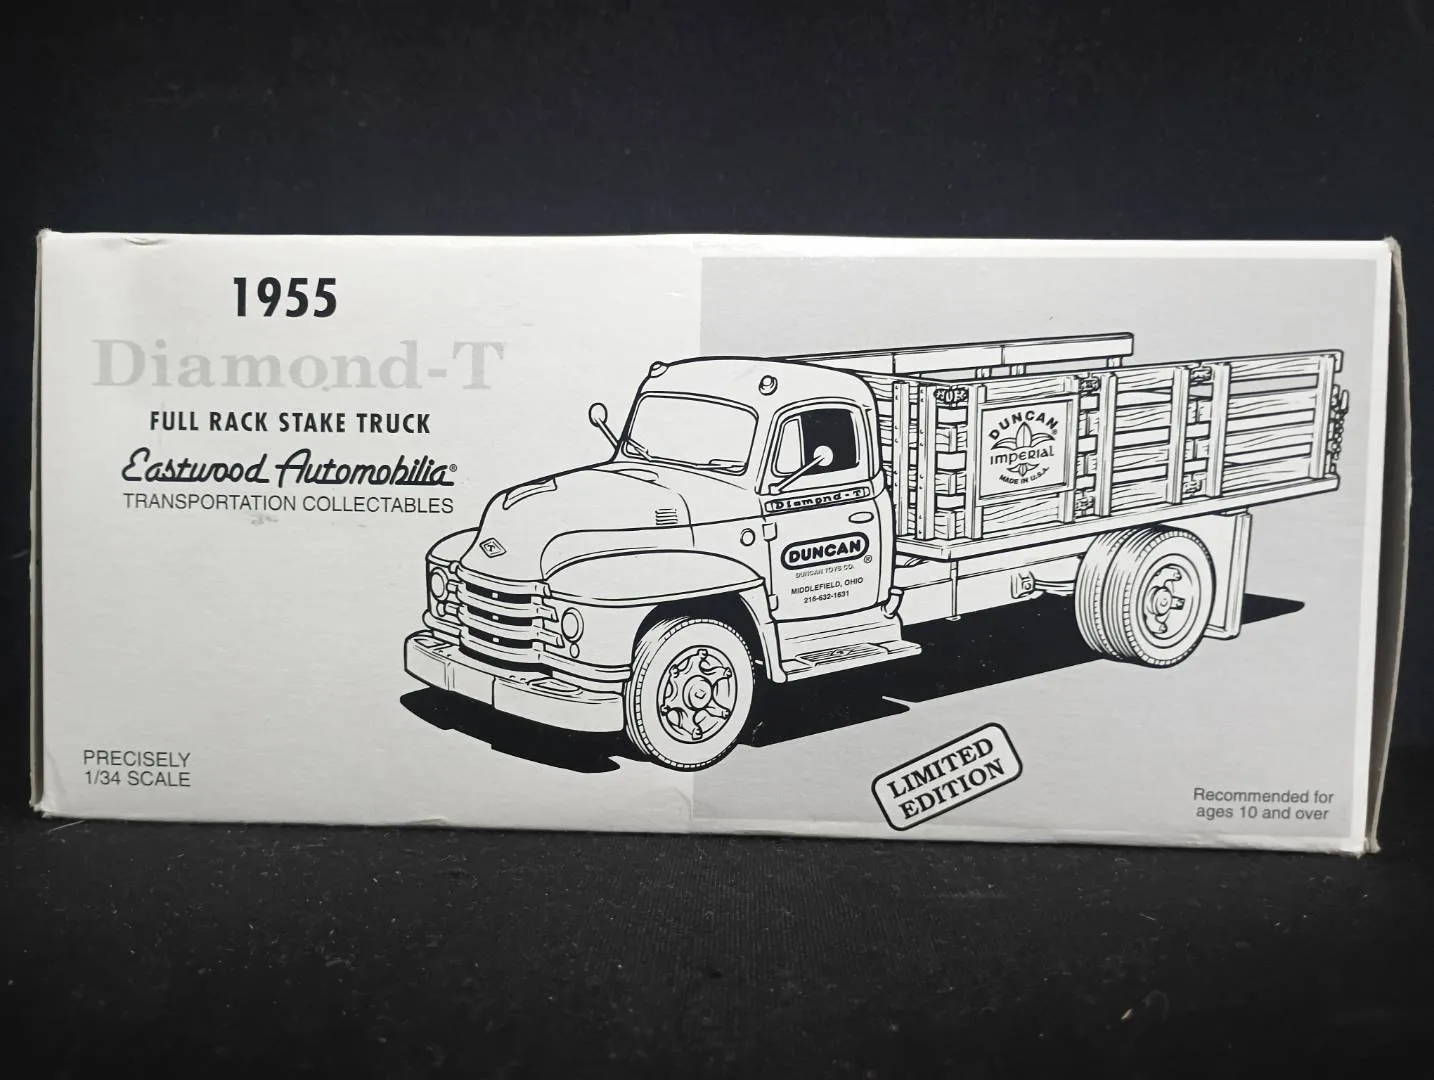 1955
Diamond-T
FULL RACK STAKE TRUCK
Eastwood Automobilia®
TRANSPORTATION COLLECTABLES
DUNCAN®
IMPERIAL
MADE IN U.S.A.
Diamond-T
DUNCAN®
DUNCAN TOYS CO.
MIDDLEFIELD, OHIO
216-632-1631
PRECISELY
1/34 SCALE
LIMITED
EDITION
Recommended for
ages 10 and over